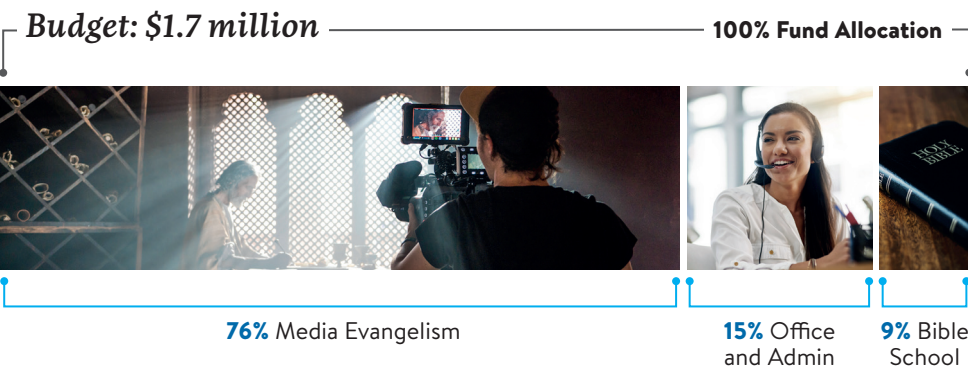 Budget: $1.7 million
100% Fund Allocation
HOLY
BIBLE
76% Media Evangelism
15% Office
and Admin
9% Bible
School